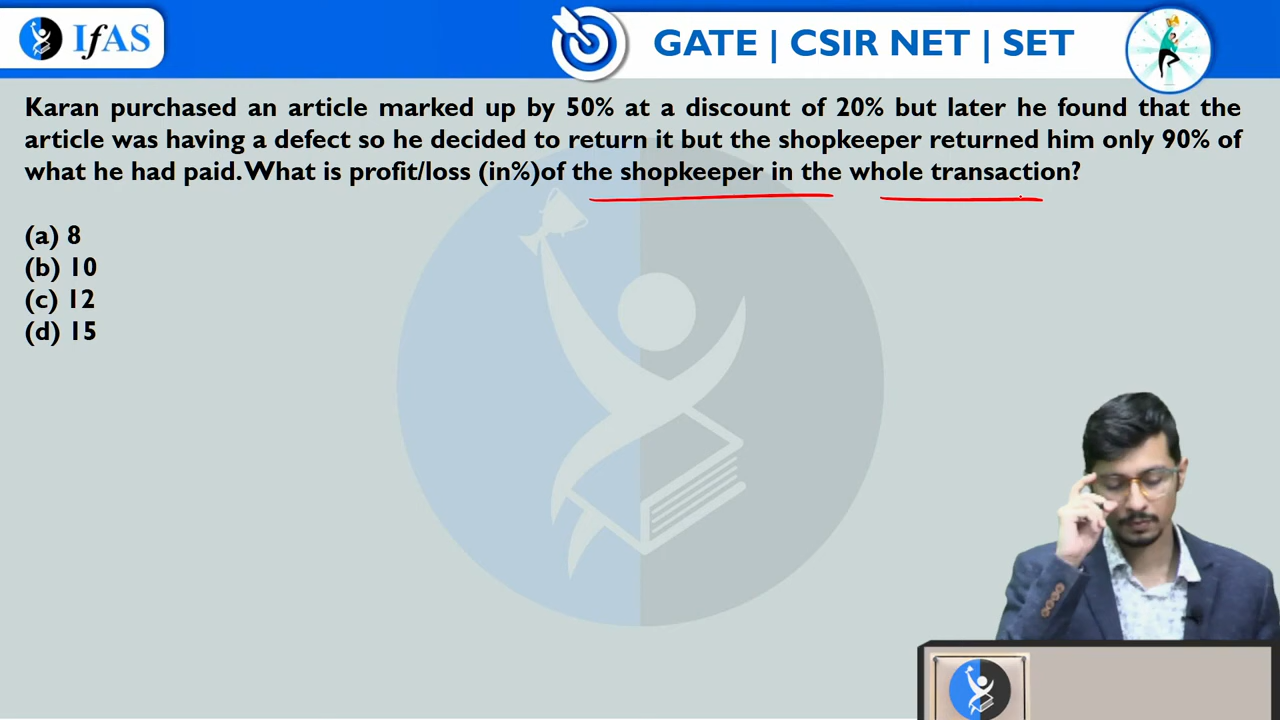 IfAS
GATE | CSIR NET | SET
Karan purchased an article marked up by 50% at a discount of 20% but later he found that the
article was having a defect so he decided to return it but the shopkeeper returned him only 90% of
what he had paid. What is profit/loss (in%)of the shopkeeper in the whole transaction?
(a) 8
(b) 10
(c) 12
(d) 15